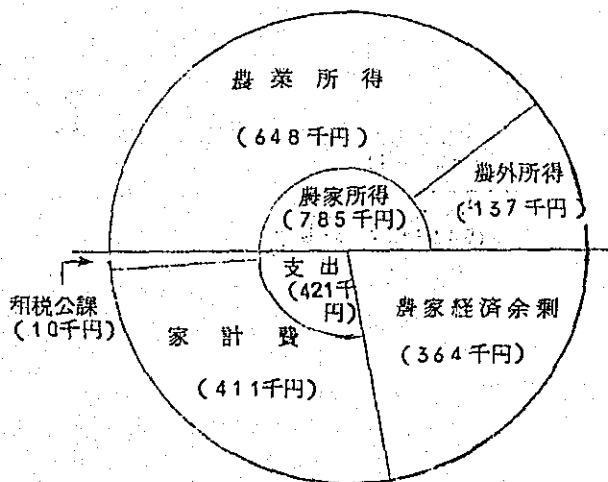 農業所得
(648千円)
農外所得
(137千円)
農家所得
(785千円)
支出
(421千
円)
租税公課
(10千円)
家計費
(411千円)
農家経済余剰
(364千円)